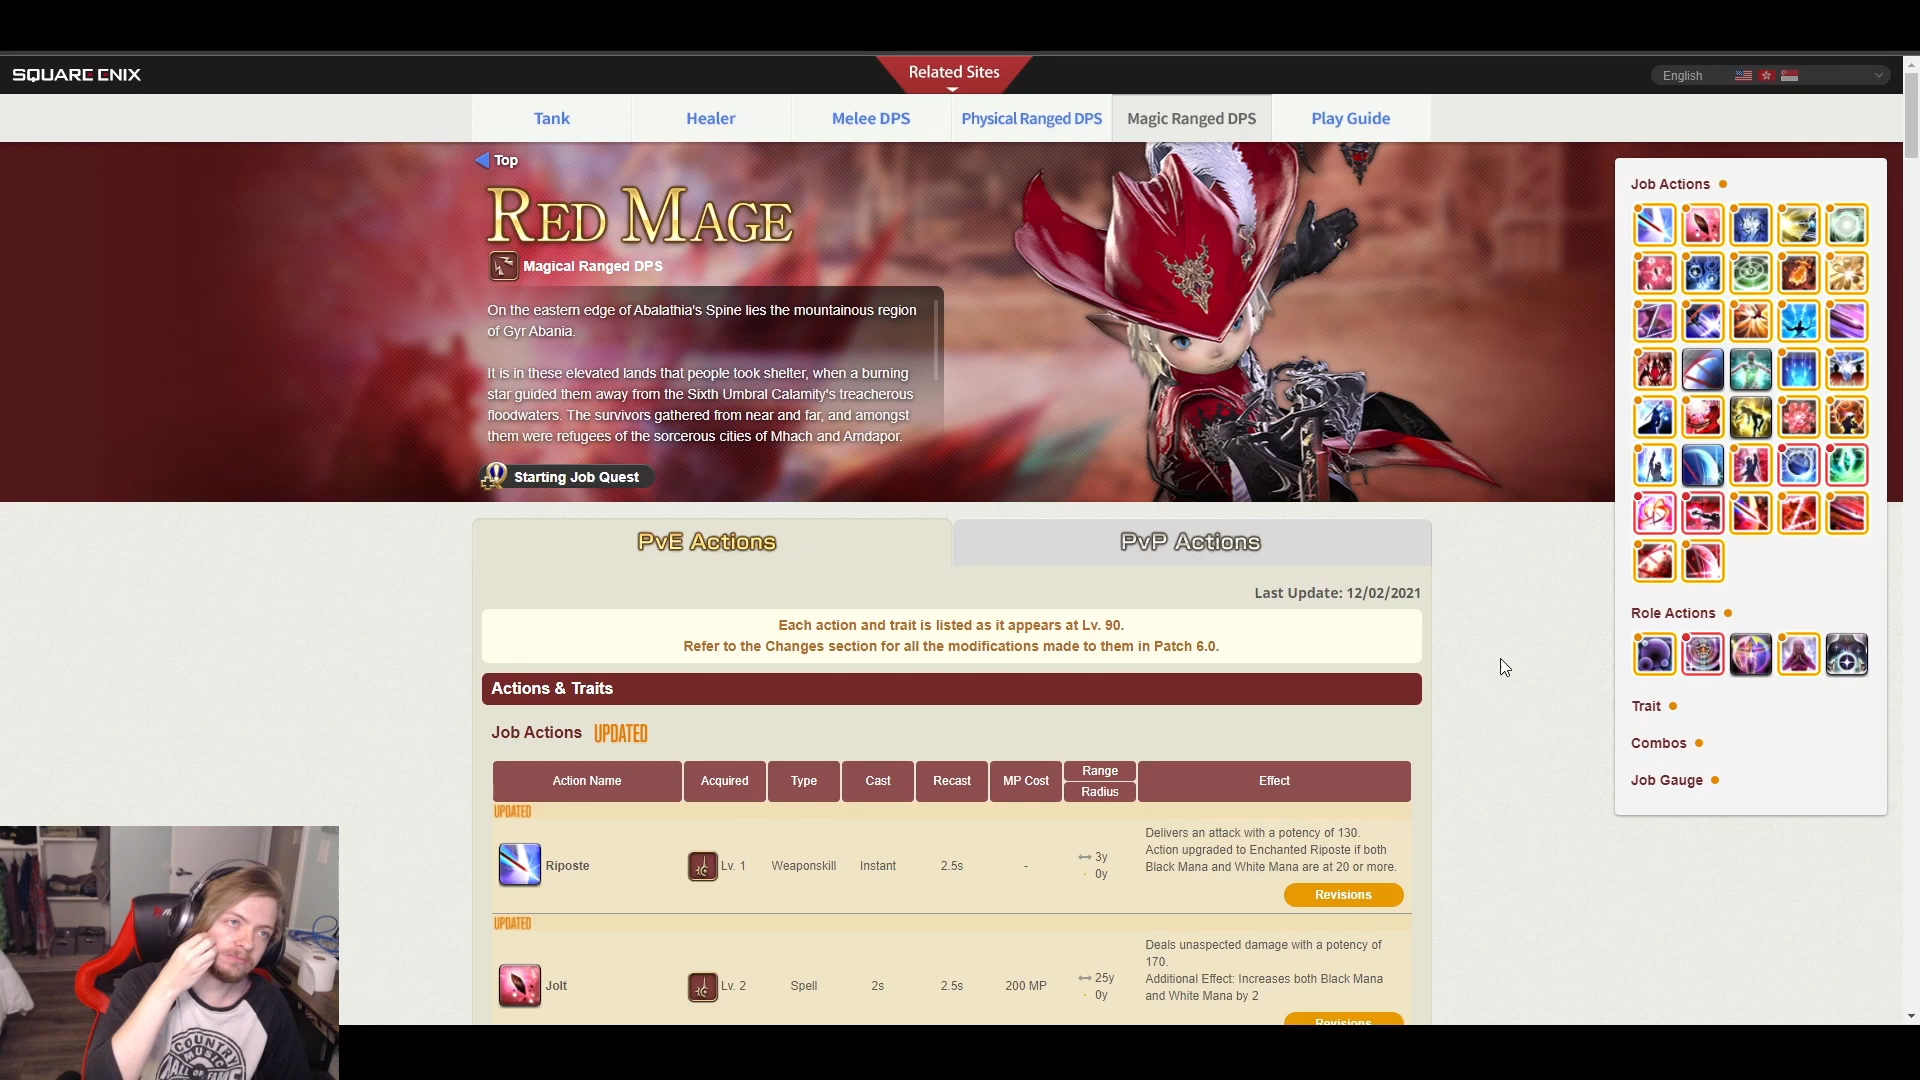 SQUARE ENIX
Related Sites
English
Tank
Healer
Melee DPS
Physical Ranged DPS
Magic Ranged DPS
Play Guide
Top
RED MAGE
Magical Ranged DPS
On the eastern edge of Abalathia's Spine lies the mountainous region
of Gyr Abania.
It is in these elevated lands that people took shelter, when a burning
star guided them away from the Sixth Umbral Calamity's treacherous
floodwaters. The survivors gathered from near and far, and amongst
them were refugees of the sorcerous cities of Mhach and Amdapor.
Starting Job Quest
PvE Actions
PvP Actions
Last Update: 12/02/2021
Each action and trait is listed as it appears at Lv. 90.
Refer to the Changes section for all the modifications made to them in Patch 6.0.
Actions & Traits
Job Actions UPDATED
Action Name
Acquired
Type
Cast
Recast
MP Cost
Range
Radius
Effect
UPDATED
Riposte
Lv. 1
Weaponskill
Instant
2.5s
-
3y
0y
Delivers an attack with a potency of 130.
Action upgraded to Enchanted Riposte if both
Black Mana and White Mana are at 20 or more.
Revisions
UPDATED
Jolt
Lv. 2
Spell
2s
2.5s
200 MP
25y
0y
Deals unaspected damage with a potency of
170.
Additional Effect: Increases both Black Mana
and White Mana by 2
Revisions
Job Actions
Role Actions
Trait
Combos
Job Gauge
COUNTRY
MUSIC
HALL OF FAME